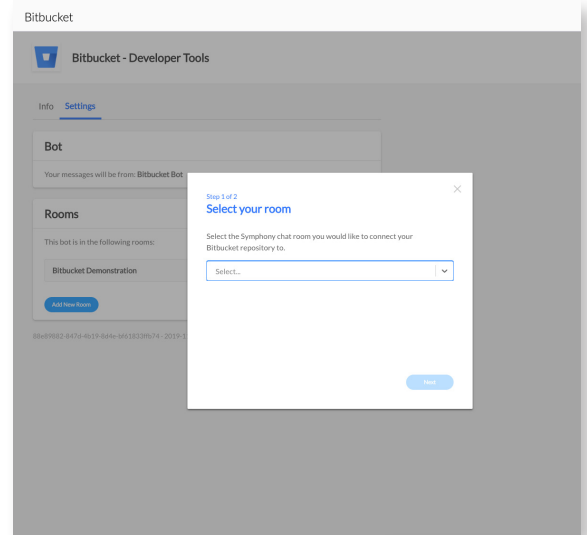 Bitbucket
Bitbucket - Developer Tools
Info Settings
Bot
Your messages will be from: Bitbucket Bot
Rooms
This bot is in the following rooms:
Bitbucket Demonstration
Add New Room
Step 1 of 2
Select your room
Select the Symphony chat room you would like to connect your
Bitbucket repository to.
Select...
Next